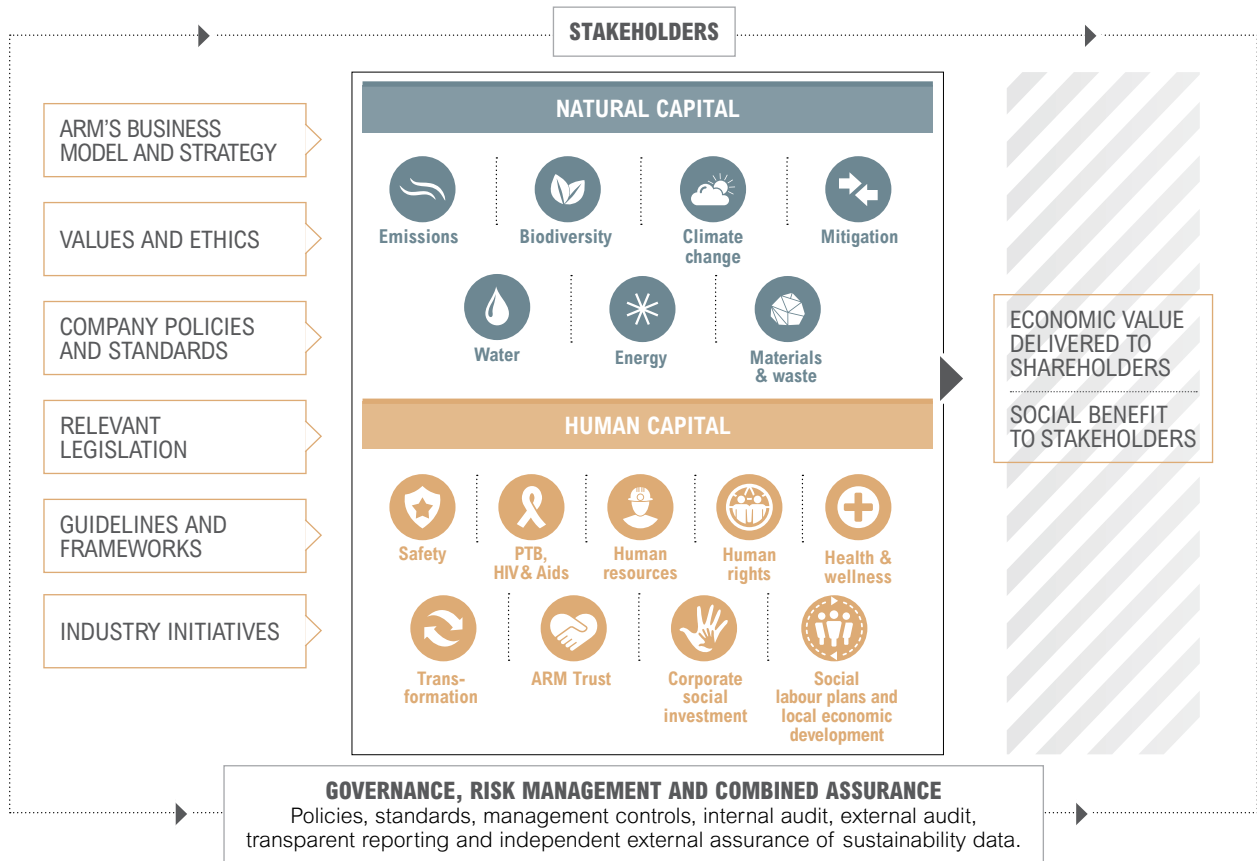 STAKEHOLDERS
ARM'S BUSINESS
MODEL AND STRATEGY
VALUES AND ETHICS
COMPANY POLICIES
AND STANDARDS
RELEVANT
LEGISLATION
GUIDELINES AND
FRAMEWORKS
INDUSTRY INITIATIVES
NATURAL CAPITAL
Emissions
Biodiversity
Climate
change
Mitigation
Water
Energy
Materials
& waste
HUMAN CAPITAL
Safety
PTB,
HIV & Aids
Human
resources
Human
rights
Health &
wellness
Trans-
formation
ARM Trust
Corporate
social
investment
Social
labour plans and
local economic
development
ECONOMIC VALUE
DELIVERED TO
SHAREHOLDERS
SOCIAL BENEFIT
TO STAKEHOLDERS
GOVERNANCE, RISK MANAGEMENT AND COMBINED ASSURANCE
Policies, standards, management controls, internal audit, external audit,
transparent reporting and independent external assurance of sustainability data.